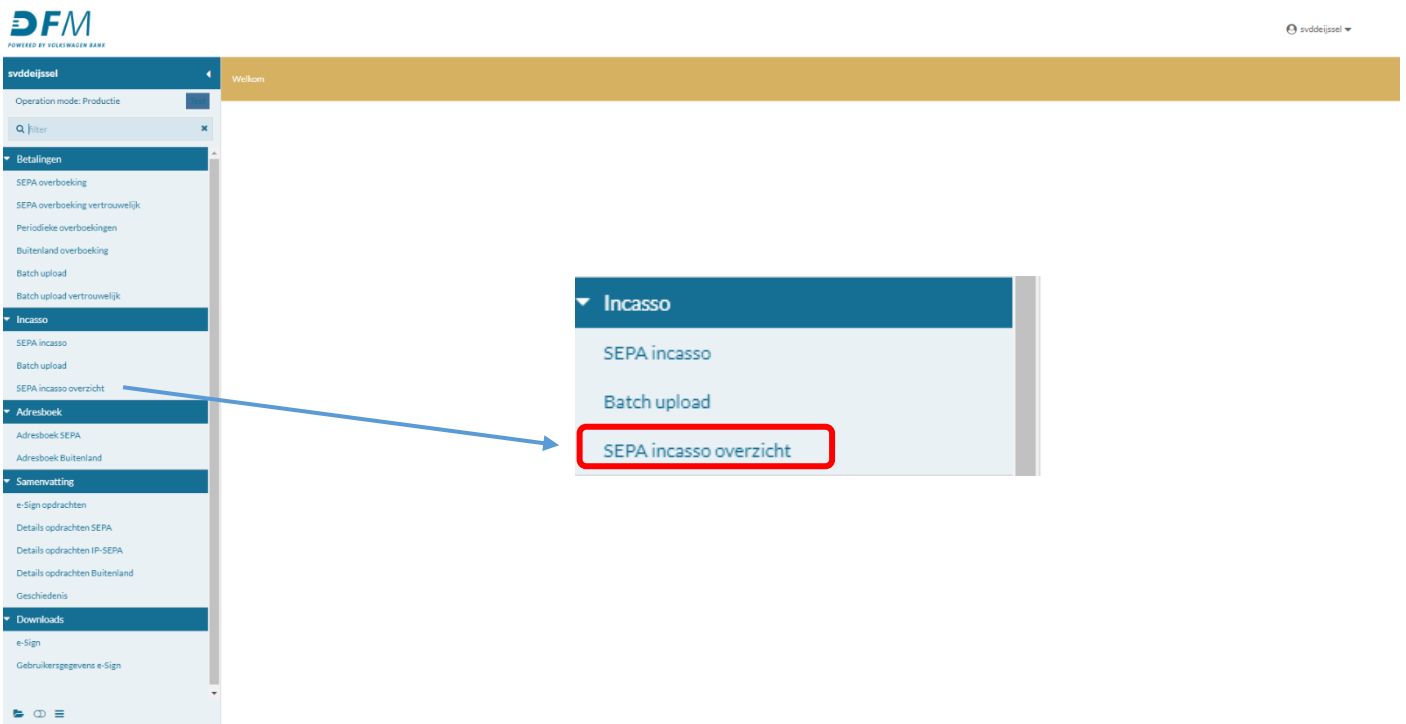 DFM
POWERED BY VOLKSWAGEN BANK
svddeijssel
svddeijssel
Welkom
Operation mode: Productie
filter
Betalingen
SEPA overboeking
SEPA overboeking vertrouwelijk
Periodieke overboekingen
Buitenland overboeking
Batch upload
Batch upload vertrouwelijk
Incasso
SEPA incasso
Batch upload
SEPA incasso overzicht
Adresboek
Adresboek SEPA
Adresboek Buitenland
Samenvatting
e-Sign opdrachten
Details opdrachten SEPA
Details opdrachten IP-SEPA
Details opdrachten Buitenland
Geschiedenis
Downloads
e-Sign
Gebruikersgegevens e-Sign
Incasso
SEPA incasso
Batch upload
SEPA incasso overzicht